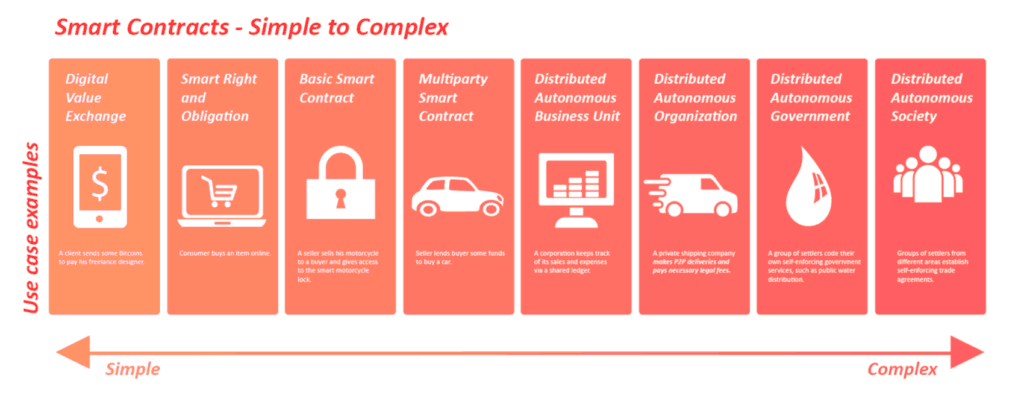 Smart Contracts - Simple to Complex
Use case examples
Digital
Value
Exchange
$
A client sends some Bitcoins
to pay his freelance designer
Smart Right
and
Obligation
Consumer buys an item online.
Basic Smart
Contract
A seller sells his motorcycle
to a buyer and gives access
to the smart motorcycle
lock.
Multiparty
Smart
Contract
Seller lends buyer some funds
to buy a car.
Distributed
Autonomous
Business Unit
A corporation keeps track
of its sales and expenses
via a shared ledger.
Distributed
Autonomous
Organization
A private shipping company
makes P2P deliveries and
pays necessary legal fees.
Distributed
Autonomous
Government
A group of settlers code their
own self-enforcing government
services, such as public water
distribution.
Distributed
Autonomous
Society
Groups of settlers from
different areas establish
self-enforcing trade
agreements.
Simple
Complex